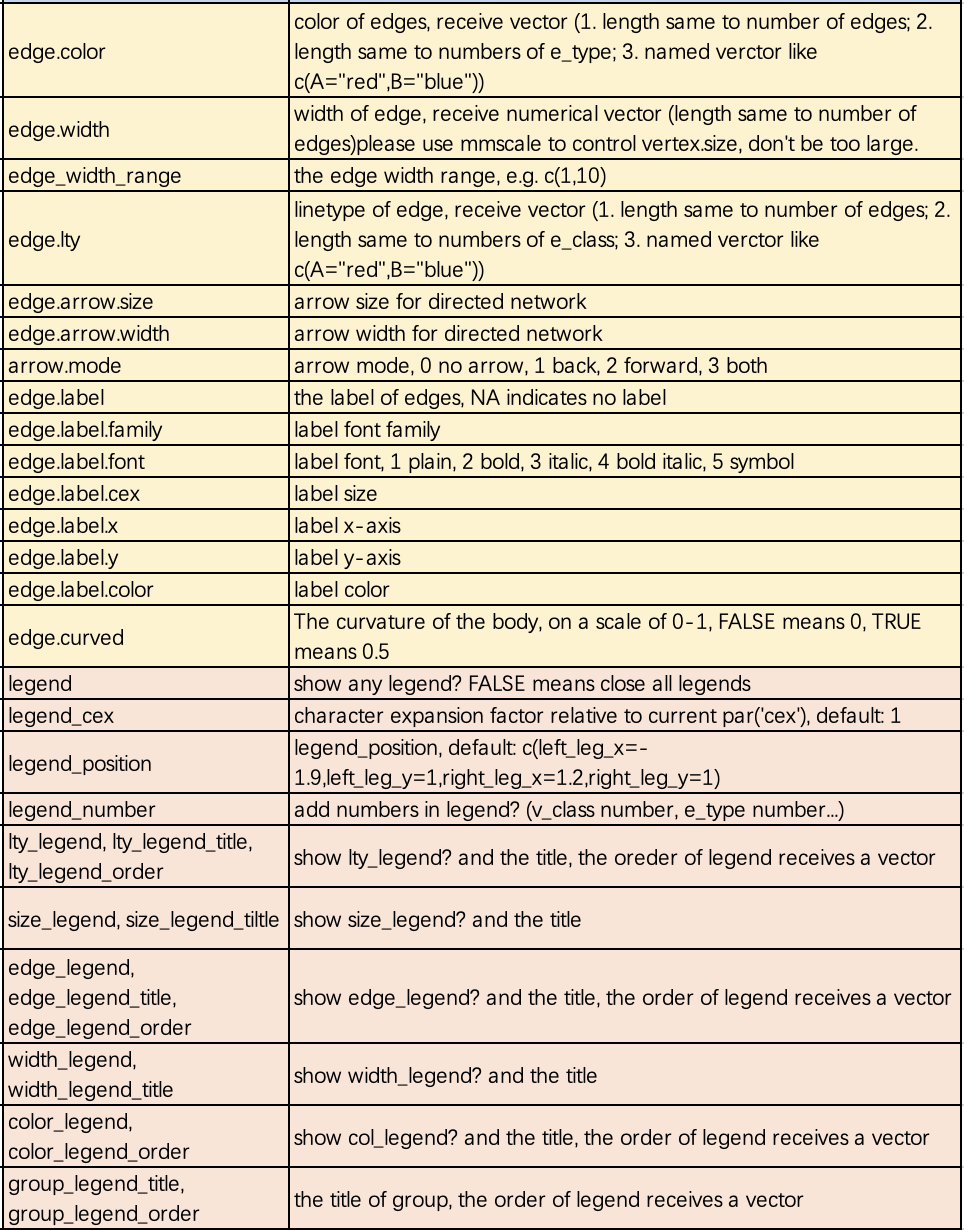 edge.color
color of edges, receive vector (1. length same to number of edges; 2.
length same to numbers of e_type; 3. named verctor like
c(A="red",B="blue"))
edge.width
width of edge, receive numerical vector (length same to number of
edges)please use mmscale to control vertex.size, don't be too large.
edge_width_range
the edge width range, e.g. c(1,10)
edge.lty
linetype of edge, receive vector (1. length same to number of edges; 2.
length same to numbers of e_class; 3. named verctor like
c(A="red",B="blue"))
edge.arrow.size
arrow size for directed network
edge.arrow.width
arrow width for directed network
arrow.mode
arrow mode, 0 no arrow, 1 back, 2 forward, 3 both
edge.label
the label of edges, NA indicates no label
edge.label.family
label font family
edge.label.font
label font, 1 plain, 2 bold, 3 italic, 4 bold italic, 5 symbol
edge.label.cex
label size
edge.label.x
label x-axis
edge.label.y
label y-axis
edge.label.color
label color
edge.curved
The curvature of the body, on a scale of 0-1, FALSE means 0, TRUE
means 0.5
legend
show any legend? FALSE means close all legends
legend_cex
character expansion factor relative to current par('cex'), default: 1
legend_position
legend_position, default: c(left_leg_x=-
1.9,left_leg_y=1,right_leg_x=1.2,right_leg_y=1)
legend_number
add numbers in legend? (v_class number, e_type number...)
lty_legend, lty_legend_title,
lty_legend_order
show lty_legend? and the title, the oreder of legend receives a vector
size_legend, size_legend_tiltle
show size_legend? and the title
edge_legend,
edge_legend_title,
edge_legend_order
show edge_legend? and the title, the order of legend receives a vector
width_legend,
width_legend_title
show width_legend? and the title
color_legend,
color_legend_order
show col_legend? and the title, the order of legend receives a vector
group_legend_title,
group_legend_order
the title of group, the order of legend receives a vector